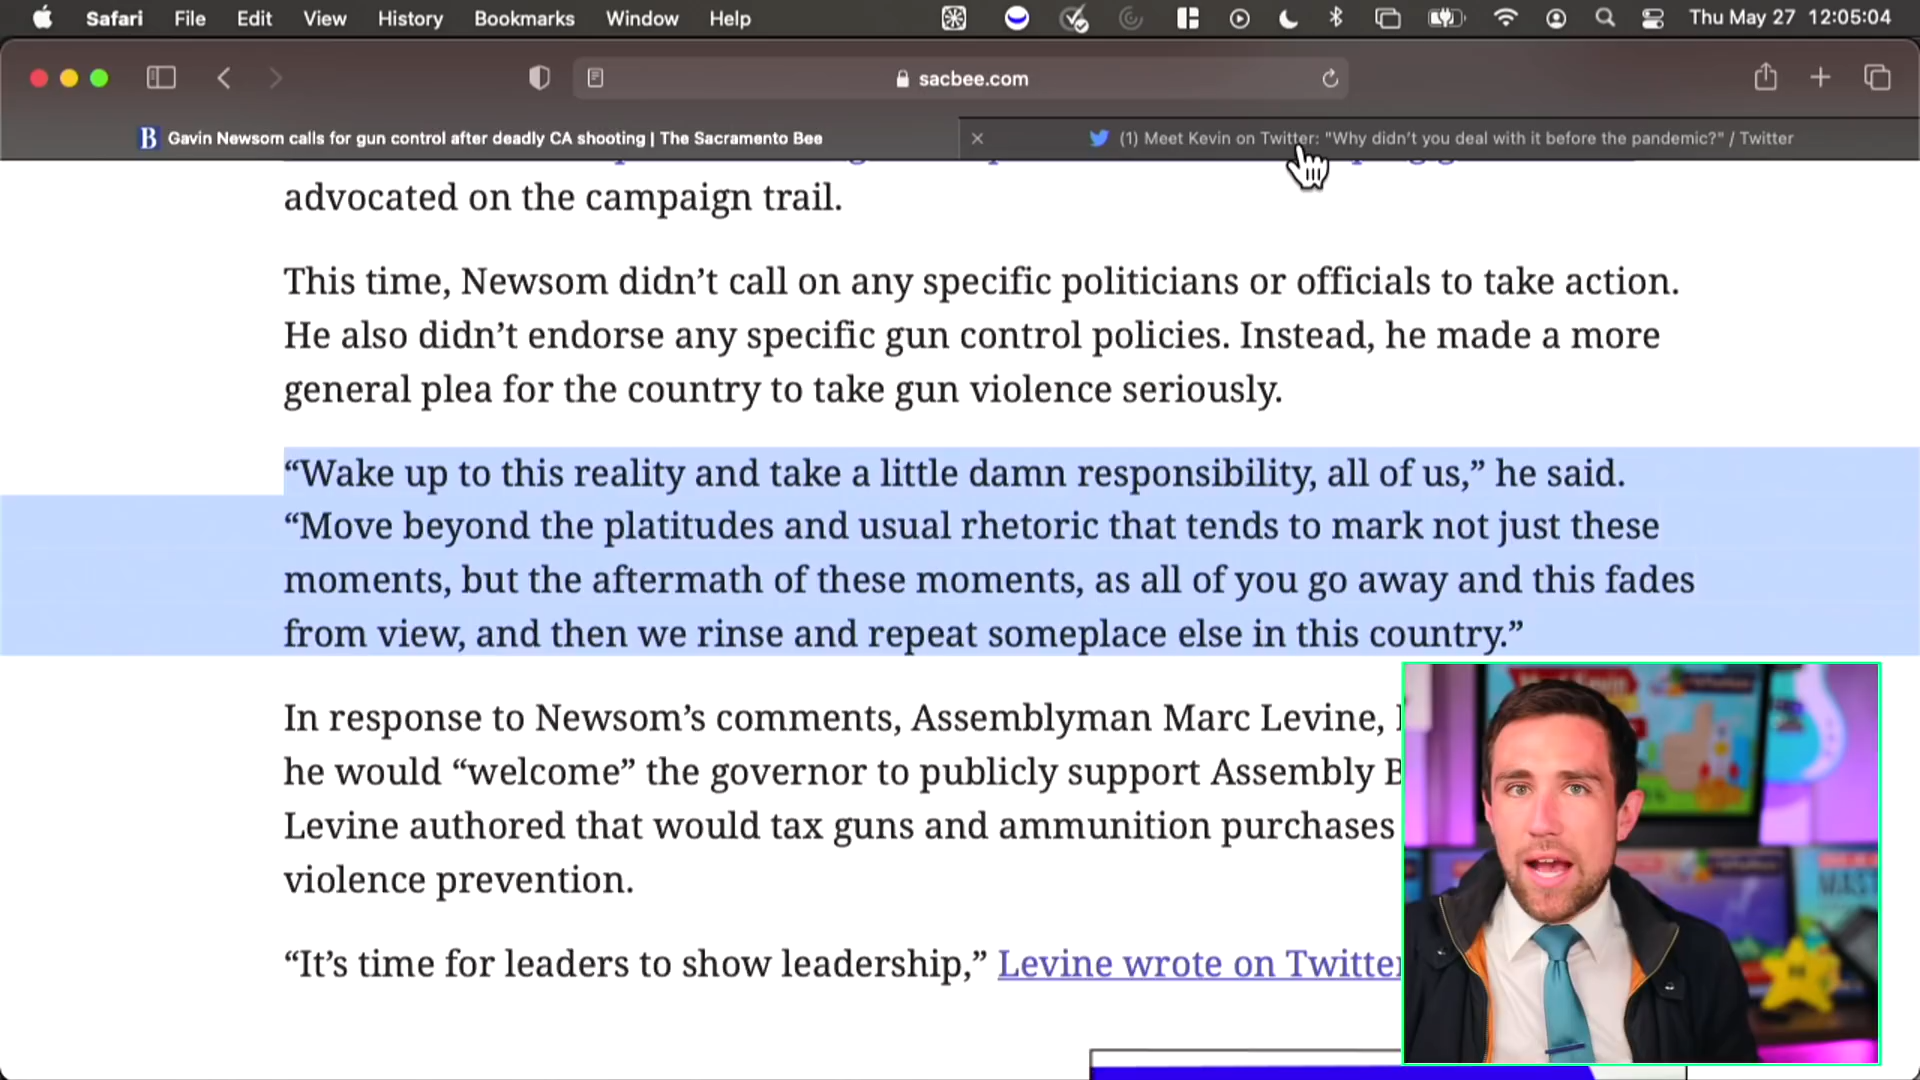 Safari File Edit View History Bookmarks Window Help Thu May 27 12:05:04
sacbee.com
B Gavin Newsom calls for gun control after deadly CA shooting | The Sacramento Bee
(1) Meet Kevin on Twitter: "Why didn't you deal with it before the pandemic?" / Twitter
advocated on the campaign trail.
This time, Newsom didn’t call on any specific politicians or officials to take action.
He also didn’t endorse any specific gun control policies. Instead, he made a more
general plea for the country to take gun violence seriously.
“Wake up to this reality and take a little damn responsibility, all of us,” he said.
“Move beyond the platitudes and usual rhetoric that tends to mark not just these
moments, but the aftermath of these moments, as all of you go away and this fades
from view, and then we rinse and repeat someplace else in this country.”
In response to Newsom’s comments, Assemblyman Marc Levine,
he would “welcome” the governor to publicly support Assembly
Levine authored that would tax guns and ammunition purchases
violence prevention.
“It’s time for leaders to show leadership,” Levine wrote on Twitter